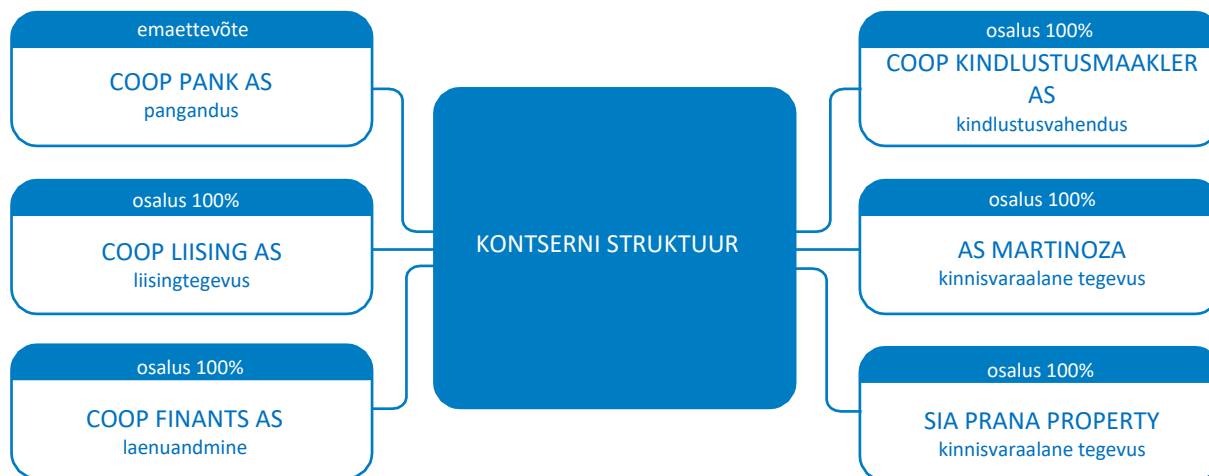 emaettevõte
COOP PANK AS
pangandus
osalus 100%
COOP LIISING AS
liisingtegevus
osalus 100%
COOP FINANTS AS
laenuandmine
KONTSERNI STRUKTUUR
osalus 100%
COOP KINDLUSTUSMAAKLER
AS
kindlustusvahendus
osalus 100%
AS MARTINOZA
kinnisvaraalane tegevus
osalus 100%
SIA PRANA PROPERTY
kinnisvaraalane tegevus